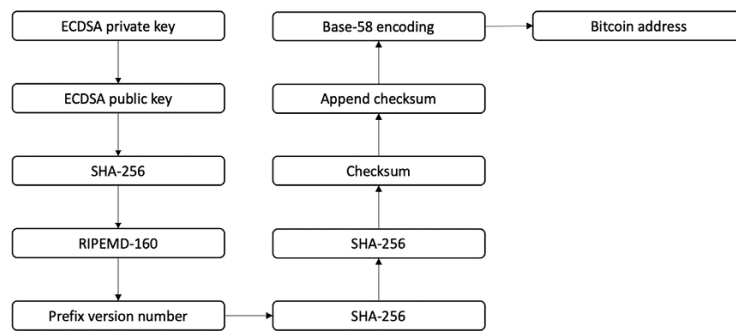 ECDSA private key
ECDSA public key
SHA-256
RIPEMD-160
Prefix version number
SHA-256
SHA-256
Checksum
Append checksum
Base-58 encoding
Bitcoin address